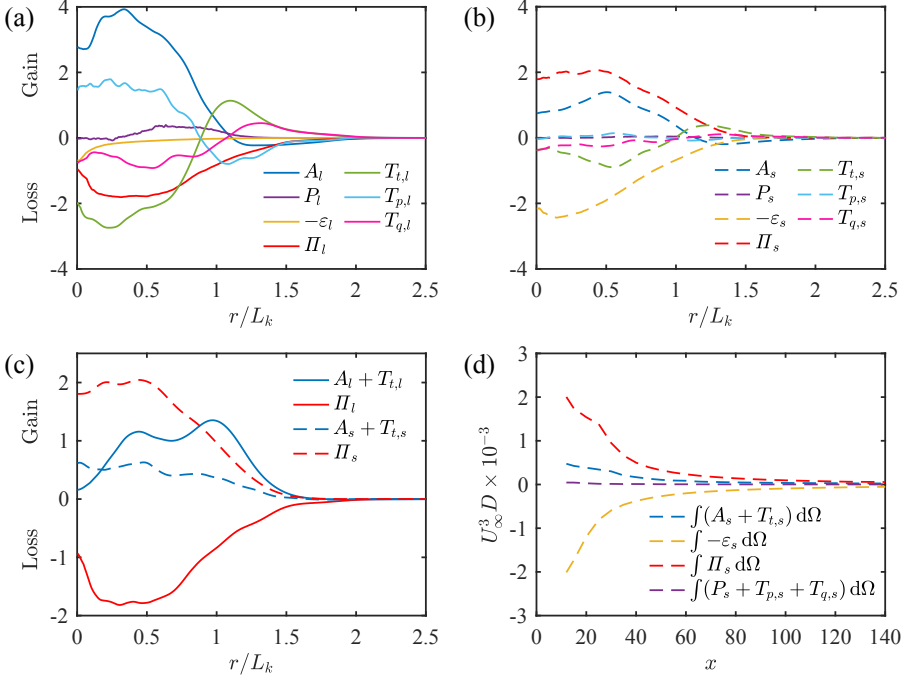 (a)
4
2
0
-2
-4
Gain
Loss
A_l
P_l
−ε_l
Π_l
T_{t,l}
T_{p,l}
T_{q,l}
0 0.5 1 1.5 2 2.5
r/L_k
(b)
4
2
0
-2
-4
A_s
P_s
−ε_s
Π_s
T_{t,s}
T_{p,s}
T_{q,s}
0 0.5 1 1.5 2 2.5
r/L_k
(c)
2
1
0
-1
-2
Gain
Loss
A_l + T_{t,l}
Π_l
A_s + T_{t,s}
Π_s
0 0.5 1 1.5 2 2.5
r/L_k
(d)
3
2
1
0
-1
-2
-3
U_∞^3 D × 10^{−3}
∫(A_s + T_{t,s}) dΩ
∫ −ε_s dΩ
∫ Π_s dΩ
∫(P_s + T_{p,s} + T_{q,s}) dΩ
0 20 40 60 80 100 120 140
x